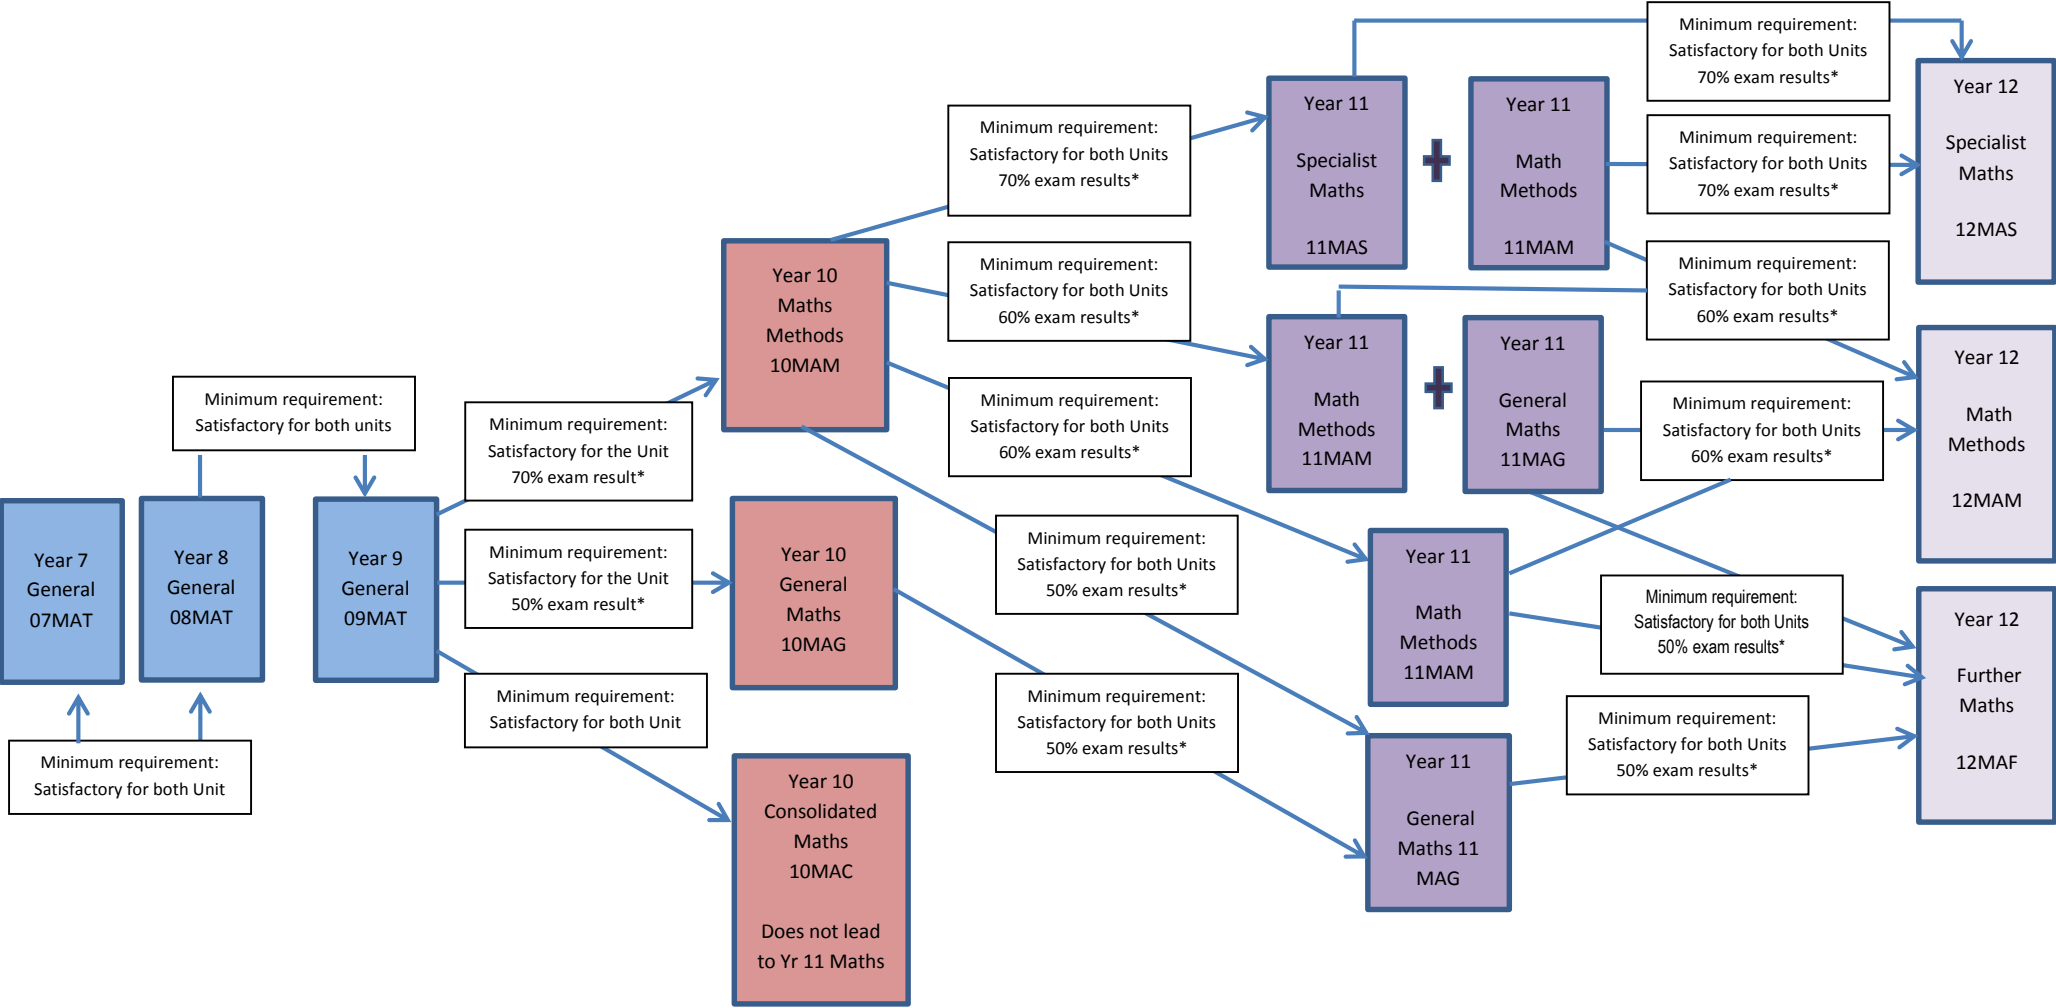 Year 7
General
07MAT
Minimum requirement:
Satisfactory for both Unit
Year 8
General
08MAT
Minimum requirement:
Satisfactory for both units
Year 9
General
09MAT
Minimum requirement:
Satisfactory for the Unit
70% exam result*
Minimum requirement:
Satisfactory for the Unit
50% exam result*
Minimum requirement:
Satisfactory for both Unit
Year 10
Maths
Methods
10MAM
Year 10
General
Maths
10MAG
Year 10
Consolidated
Maths
10MAC
Does not lead
to Yr 11 Maths
Minimum requirement:
Satisfactory for both Units
70% exam results*
Minimum requirement:
Satisfactory for both Units
60% exam results*
Minimum requirement:
Satisfactory for both Units
60% exam results*
Minimum requirement:
Satisfactory for both Units
50% exam results*
Minimum requirement:
Satisfactory for both Units
50% exam results*
Year 11
Specialist
Maths
11MAS
Year 11
Math
Methods
11MAM
Year 11
Math
Methods
11MAM
Year 11
General
Maths
11MAG
Year 11
Math
Methods
11MAM
Year 11
General
Maths 11
MAG
Minimum requirement:
Satisfactory for both Units
70% exam results*
Minimum requirement:
Satisfactory for both Units
70% exam results*
Minimum requirement:
Satisfactory for both Units
60% exam results*
Minimum requirement:
Satisfactory for both Units
60% exam results*
Minimum requirement:
Satisfactory for both Units
50% exam results*
Minimum requirement:
Satisfactory for both Units
50% exam results*
Year 12
Specialist
Maths
12MAS
Year 12
Math
Methods
12MAM
Year 12
Further
Maths
12MAF